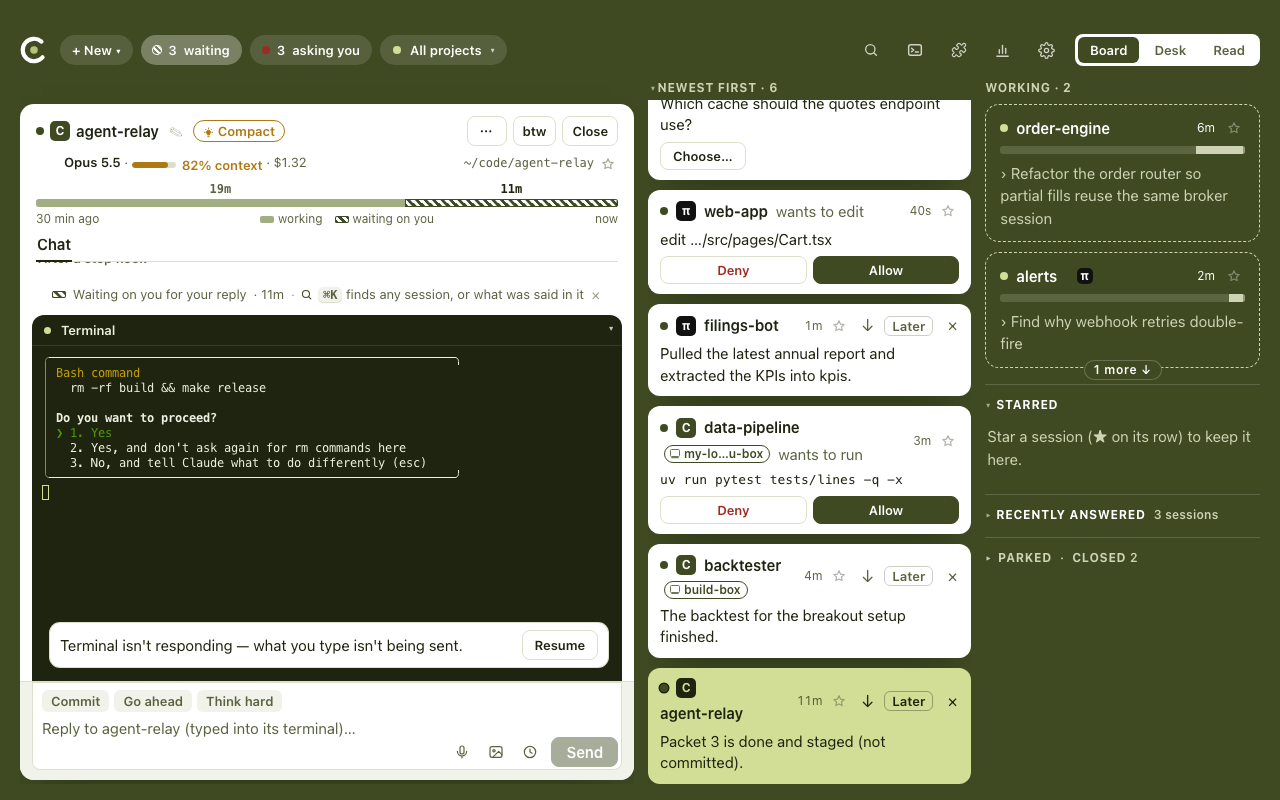 + New ▾
3 waiting
3 asking you
All projects ▾
Board
Desk
Read
C agent-relay
Compact
···
btw
Close
Opus 5.5 · 82% context · $1.32
~/code/agent-relay
19m
11m
30 min ago
working
waiting on you
now
Chat
Waiting on you for your reply · 11m · ⌘K finds any session, or what was said in it ×
Terminal
Bash command
rm -rf build && make release
Do you want to proceed?
❯ 1. Yes
2. Yes, and don't ask again for rm commands here
3. No, and tell Claude what to do differently (esc)
Terminal isn't responding — what you type isn't being sent.
Resume
Commit
Go ahead
Think hard
Reply to agent-relay (typed into its terminal)…
Send
NEWEST FIRST · 6
Which cache should the quotes endpoint
use?
Choose…
π web-app wants to edit 40s
edit …/src/pages/Cart.tsx
Deny
Allow
π filings-bot 1m ↓ Later ×
Pulled the latest annual report and
extracted the KPIs into kpis.
C data-pipeline 3m
my-lo…u-box wants to run
uv run pytest tests/lines -q -x
Deny
Allow
C backtester 4m ↓ Later ×
build-box
The backtest for the breakout setup
finished.
C
agent-relay 11m ↓ Later ×
Packet 3 is done and staged (not
committed).
WORKING · 2
order-engine 6m
› Refactor the order router so
partial fills reuse the same broker
session
alerts π 2m
› Find why webhook retries double-
fire
1 more ↓
STARRED
Star a session (★ on its row) to keep it
here.
RECENTLY ANSWERED 3 sessions
PARKED · CLOSED 2